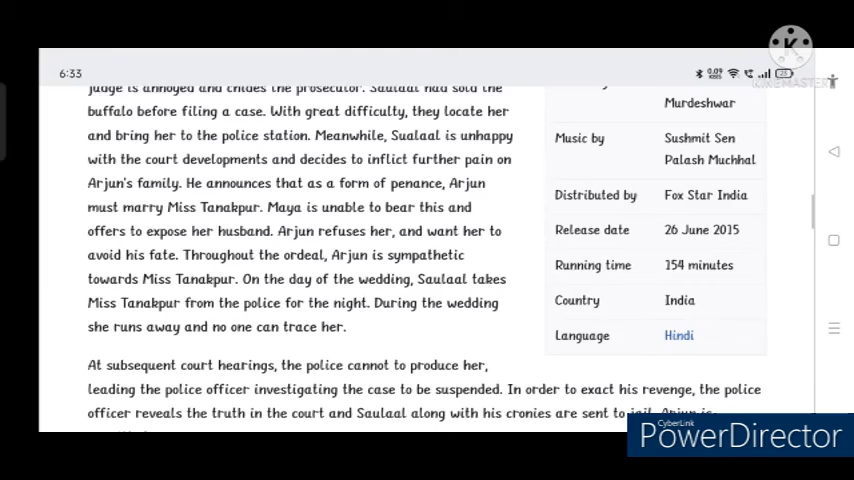 6:33
0.09
KB/S
28
K
KINEMASTER
judge is annoyed and chides the prosecutor. Saulaal had sold the
buffalo before filing a case. With great difficulty, they locate her
and bring her to the police station. Meanwhile, Sualaal is unhappy
with the court developments and decides to inflict further pain on
Arjun's family. He announces that as a form of penance, Arjun
must marry Miss Tanakpur. Maya is unable to bear this and
offers to expose her husband. Arjun refuses her, and want her to
avoid his fate. Throughout the ordeal, Arjun is sympathetic
towards Miss Tanakpur. On the day of the wedding, Saulaal takes
Miss Tanakpur from the police for the night. During the wedding
she runs away and no one can trace her.
Murdeshwar
Music by Sushmit Sen
Palash Muchhal
Distributed by Fox Star India
Release date 26 June 2015
Running time 154 minutes
Country India
Language Hindi
At subsequent court hearings, the police cannot to produce her,
leading the police officer investigating the case to be suspended. In order to exact his revenge, the police
officer reveals the truth in the court and Saulaal along with his cronies are sent to jail. Arjun is
CyberLink
PowerDirector